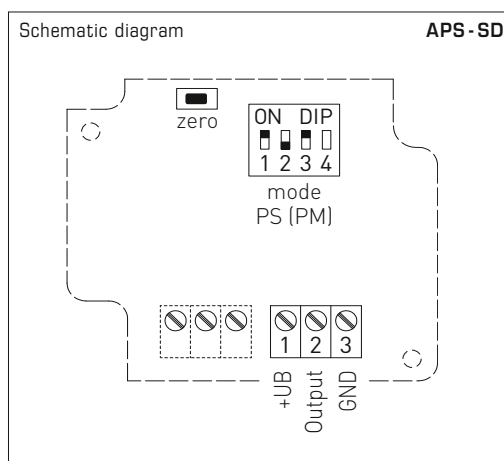 Schematic diagram APS-SD
zero
ON DIP
1 2 3 4
mode
PS (PM)
1 2 3
+UB
Output
GND